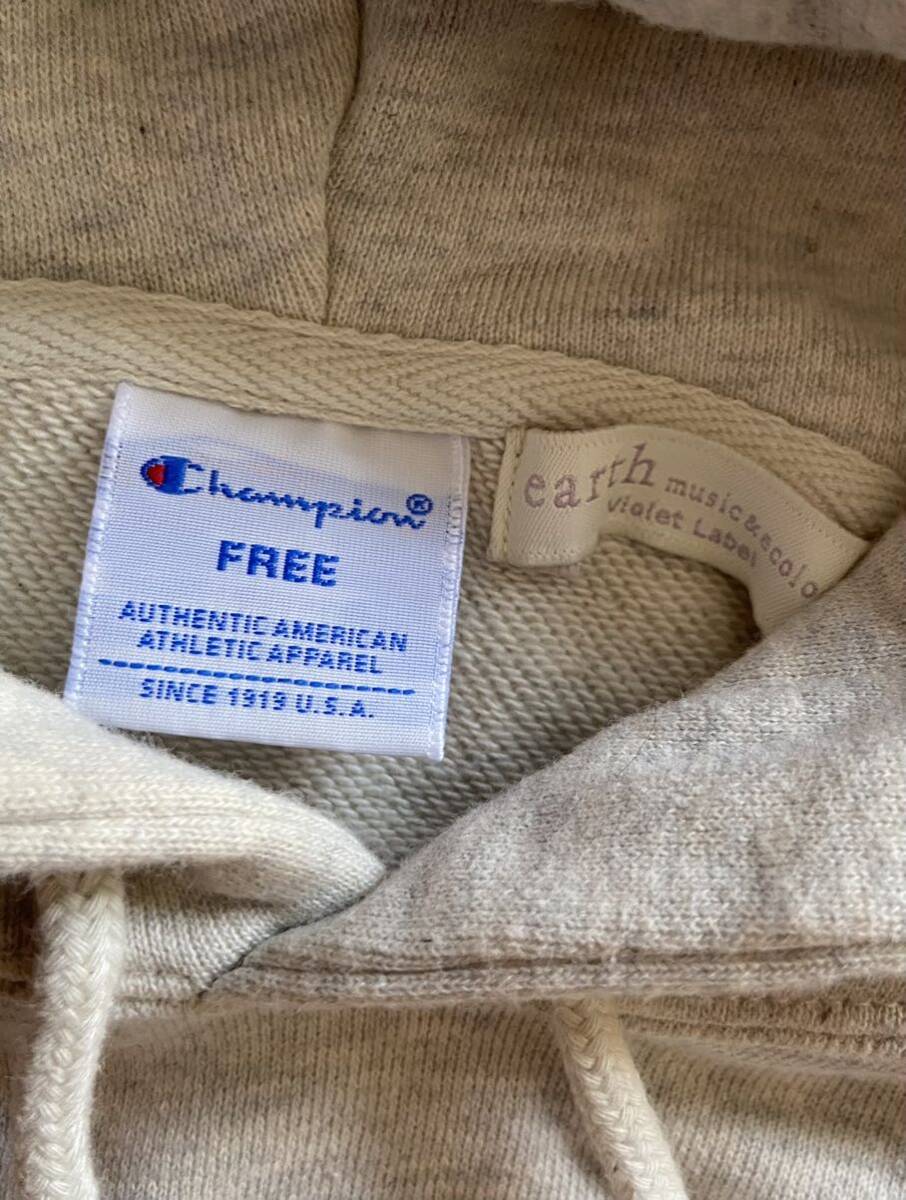 Champion®
FREE
AUTHENTIC AMERICAN
ATHLETIC APPAREL
SINCE 1919 U.S.A.
earth music & ecolo
Violet Label